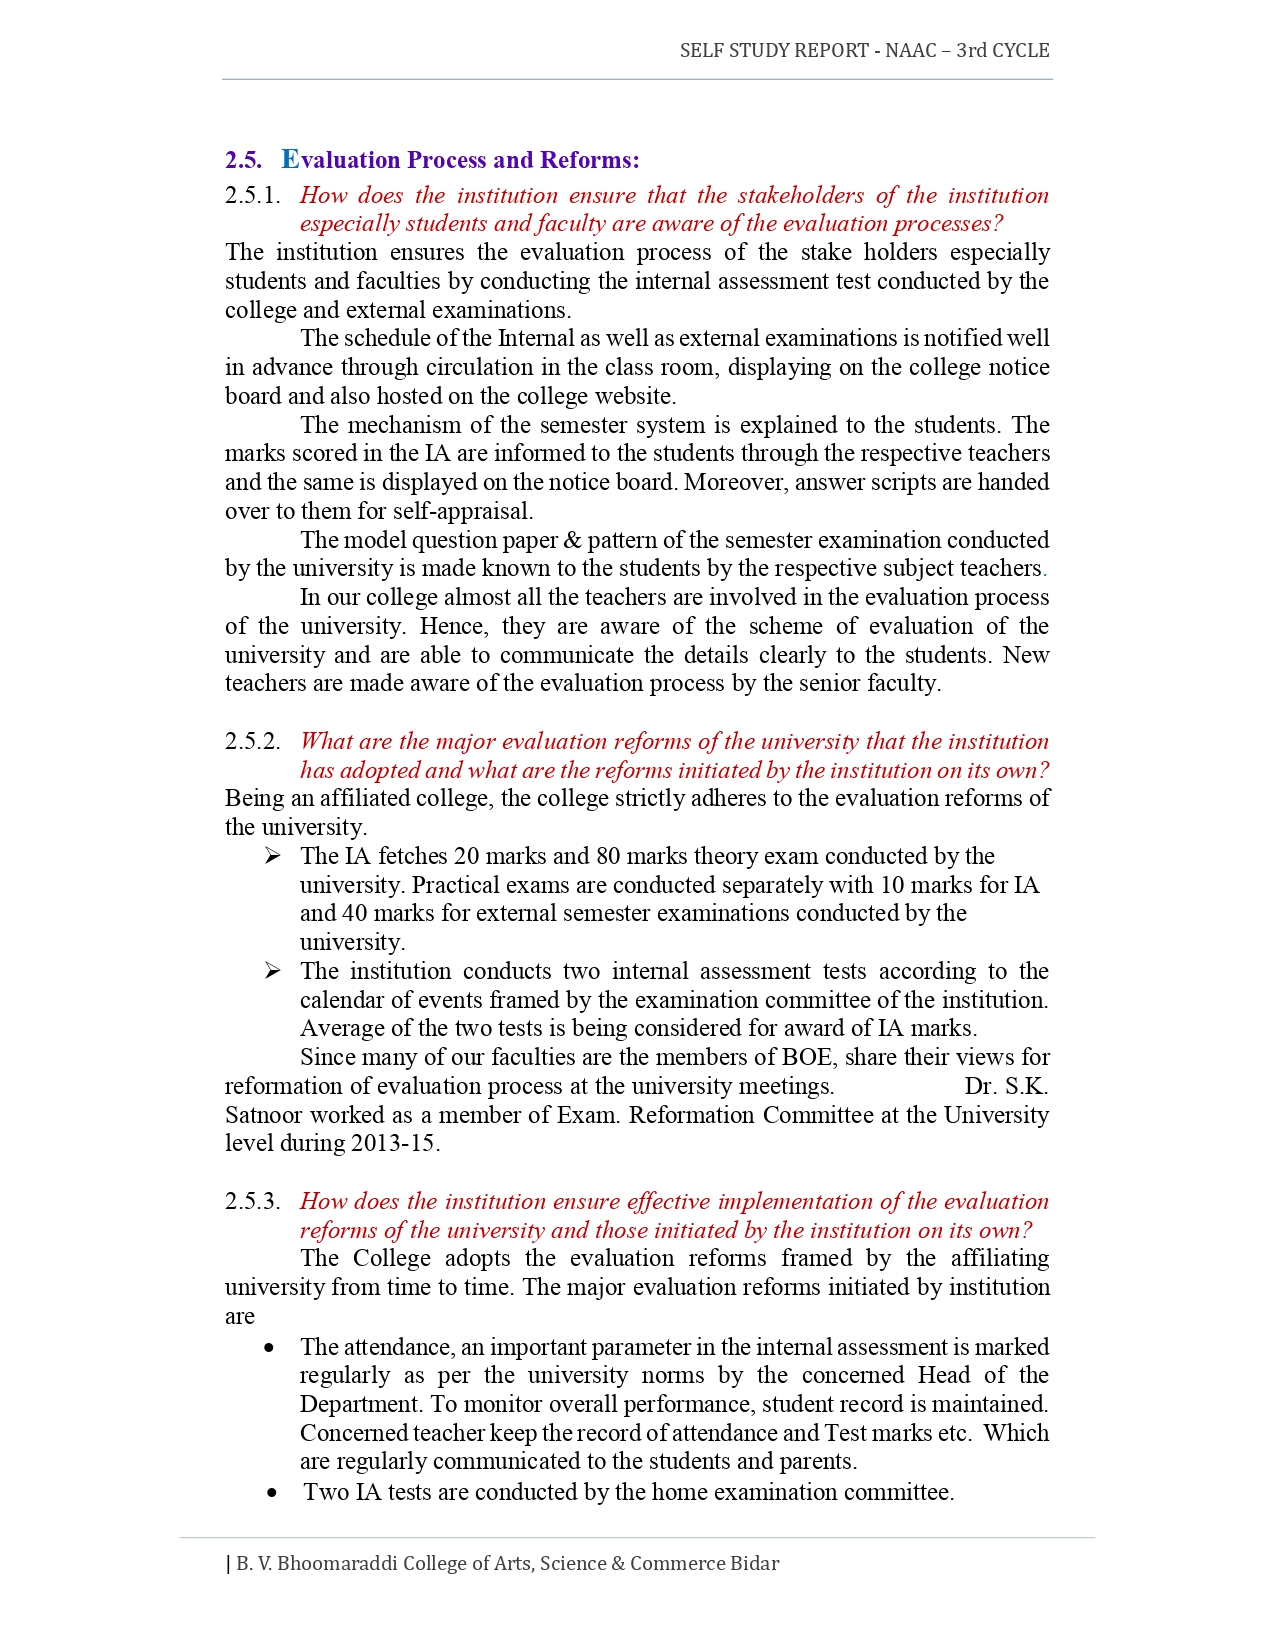 SELF STUDY REPORT - NAAC – 3rd CYCLE
2.5. Evaluation Process and Reforms:
2.5.1. How does the institution ensure that the stakeholders of the institution
especially students and faculty are aware of the evaluation processes?
The institution ensures the evaluation process of the stake holders especially
students and faculties by conducting the internal assessment test conducted by the
college and external examinations.
The schedule of the Internal as well as external examinations is notified well
in advance through circulation in the class room, displaying on the college notice
board and also hosted on the college website.
The mechanism of the semester system is explained to the students. The
marks scored in the IA are informed to the students through the respective teachers
and the same is displayed on the notice board. Moreover, answer scripts are handed
over to them for self-appraisal.
The model question paper & pattern of the semester examination conducted
by the university is made known to the students by the respective subject teachers.
In our college almost all the teachers are involved in the evaluation process
of the university. Hence, they are aware of the scheme of evaluation of the
university and are able to communicate the details clearly to the students. New
teachers are made aware of the evaluation process by the senior faculty.
2.5.2. What are the major evaluation reforms of the university that the institution
has adopted and what are the reforms initiated by the institution on its own?
Being an affiliated college, the college strictly adheres to the evaluation reforms of
the university.
➢ The IA fetches 20 marks and 80 marks theory exam conducted by the
university. Practical exams are conducted separately with 10 marks for IA
and 40 marks for external semester examinations conducted by the
university.
➢ The institution conducts two internal assessment tests according to the
calendar of events framed by the examination committee of the institution.
Average of the two tests is being considered for award of IA marks.
Since many of our faculties are the members of BOE, share their views for
reformation of evaluation process at the university meetings. Dr. S.K.
Satnoor worked as a member of Exam. Reformation Committee at the University
level during 2013-15.
2.5.3. How does the institution ensure effective implementation of the evaluation
reforms of the university and those initiated by the institution on its own?
The College adopts the evaluation reforms framed by the affiliating
university from time to time. The major evaluation reforms initiated by institution
are
• The attendance, an important parameter in the internal assessment is marked
regularly as per the university norms by the concerned Head of the
Department. To monitor overall performance, student record is maintained.
Concerned teacher keep the record of attendance and Test marks etc. Which
are regularly communicated to the students and parents.
• Two IA tests are conducted by the home examination committee.
| B. V. Bhoomaraddi College of Arts, Science & Commerce Bidar